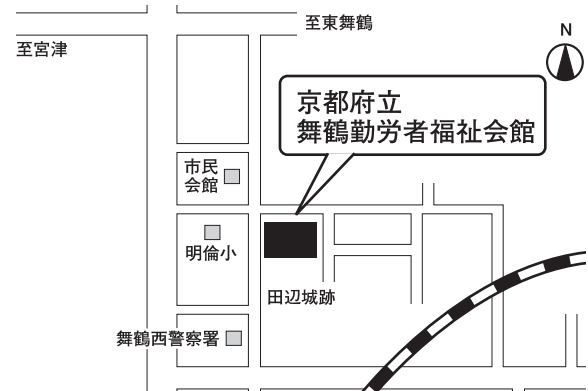 至東舞鶴
至宮津
N
京都府立
舞鶴勤労者福祉会館
市民
会館
明倫小
田辺城跡
舞鶴西警察署